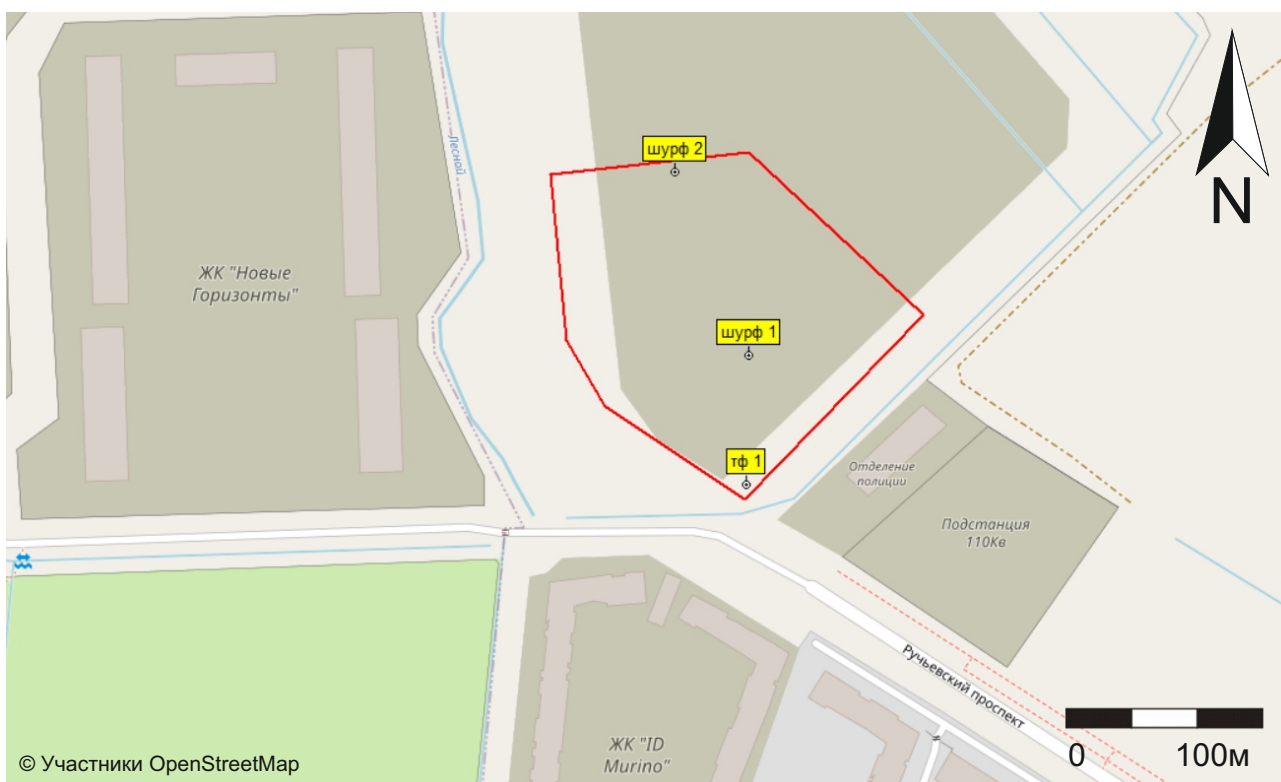 шурф 2
Лесной
N
ЖК "Новые
Горизонты"
шурф 1
тф 1
Отделение
полиции
Подстанция
110Кв
Ручьевский проспект
ЖК "ID
Murino"
0
100м
© Участники OpenStreetMap